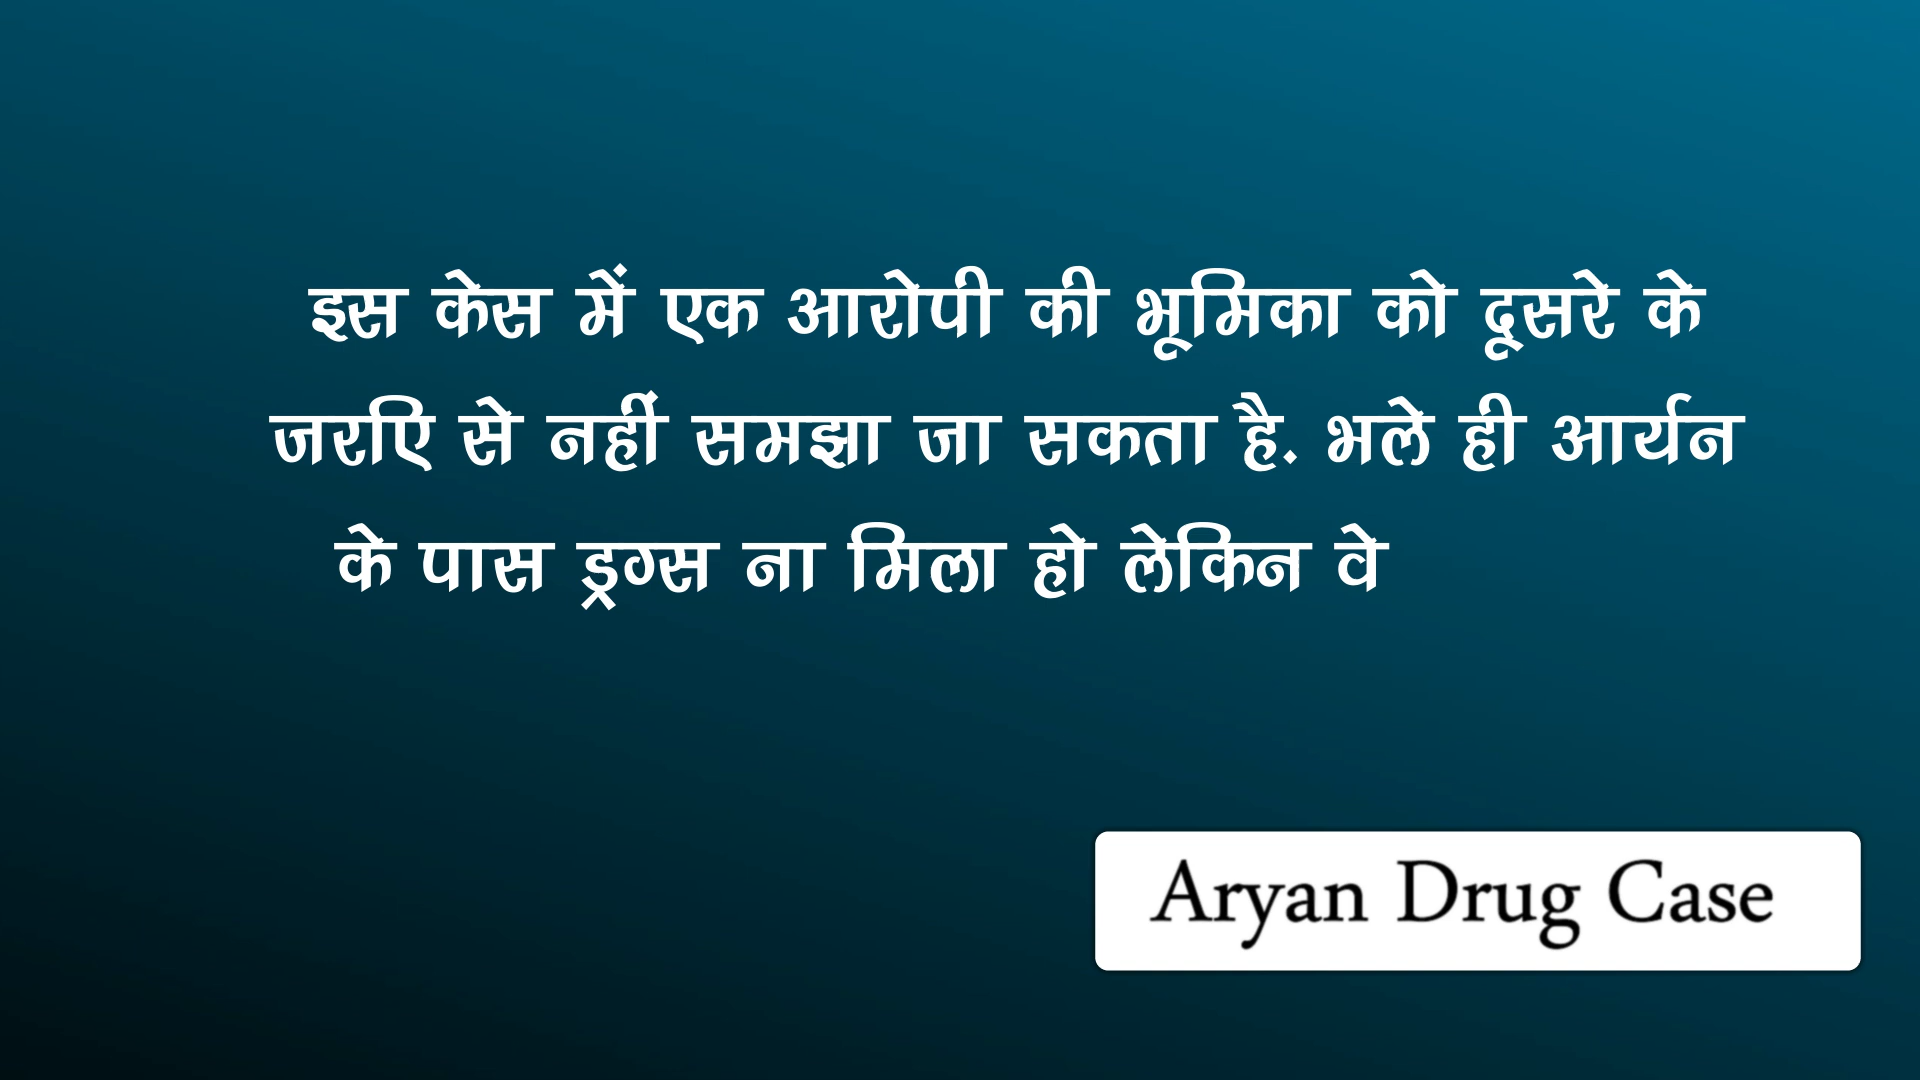 इस केस में एक आरोपी की भूमिका को दूसरे के
जरिए से नहीं समझा जा सकता है. भले ही आर्यन
के पास ड्रग्स ना मिला हो लेकिन वे
Aryan Drug Case